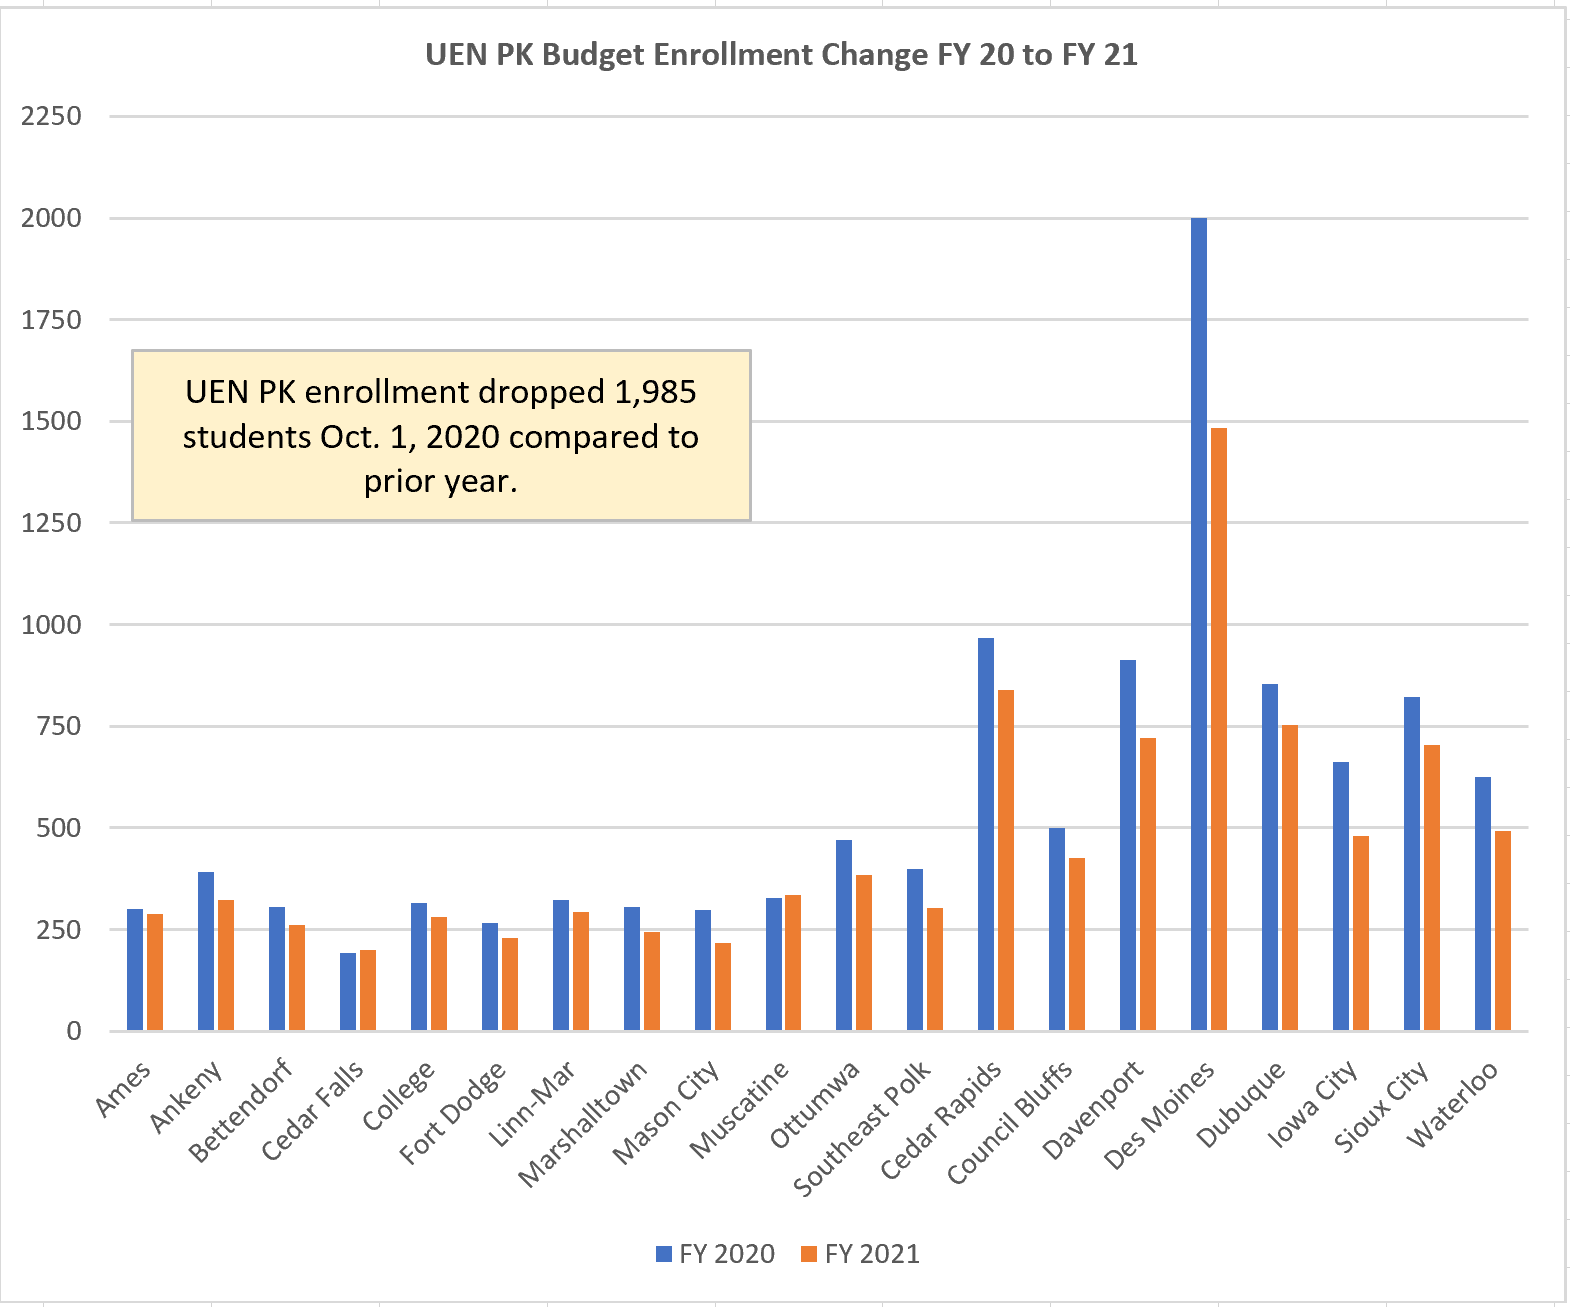 UEN PK Budget Enrollment Change FY 20 to FY 21
2250
2000
1750
1500
1250
1000
750
500
250
0
UEN PK enrollment dropped 1,985
students Oct. 1, 2020 compared to
prior year.
Ames
Ankeny
Bettendorf
Cedar Falls
College
Fort Dodge
Linn-Mar
Marshalltown
Mason City
Muscatine
Ottumwa
Southeast Polk
Cedar Rapids
Council Bluffs
Davenport
Des Moines
Dubuque
Iowa City
Sioux City
Waterloo
FY 2020
FY 2021